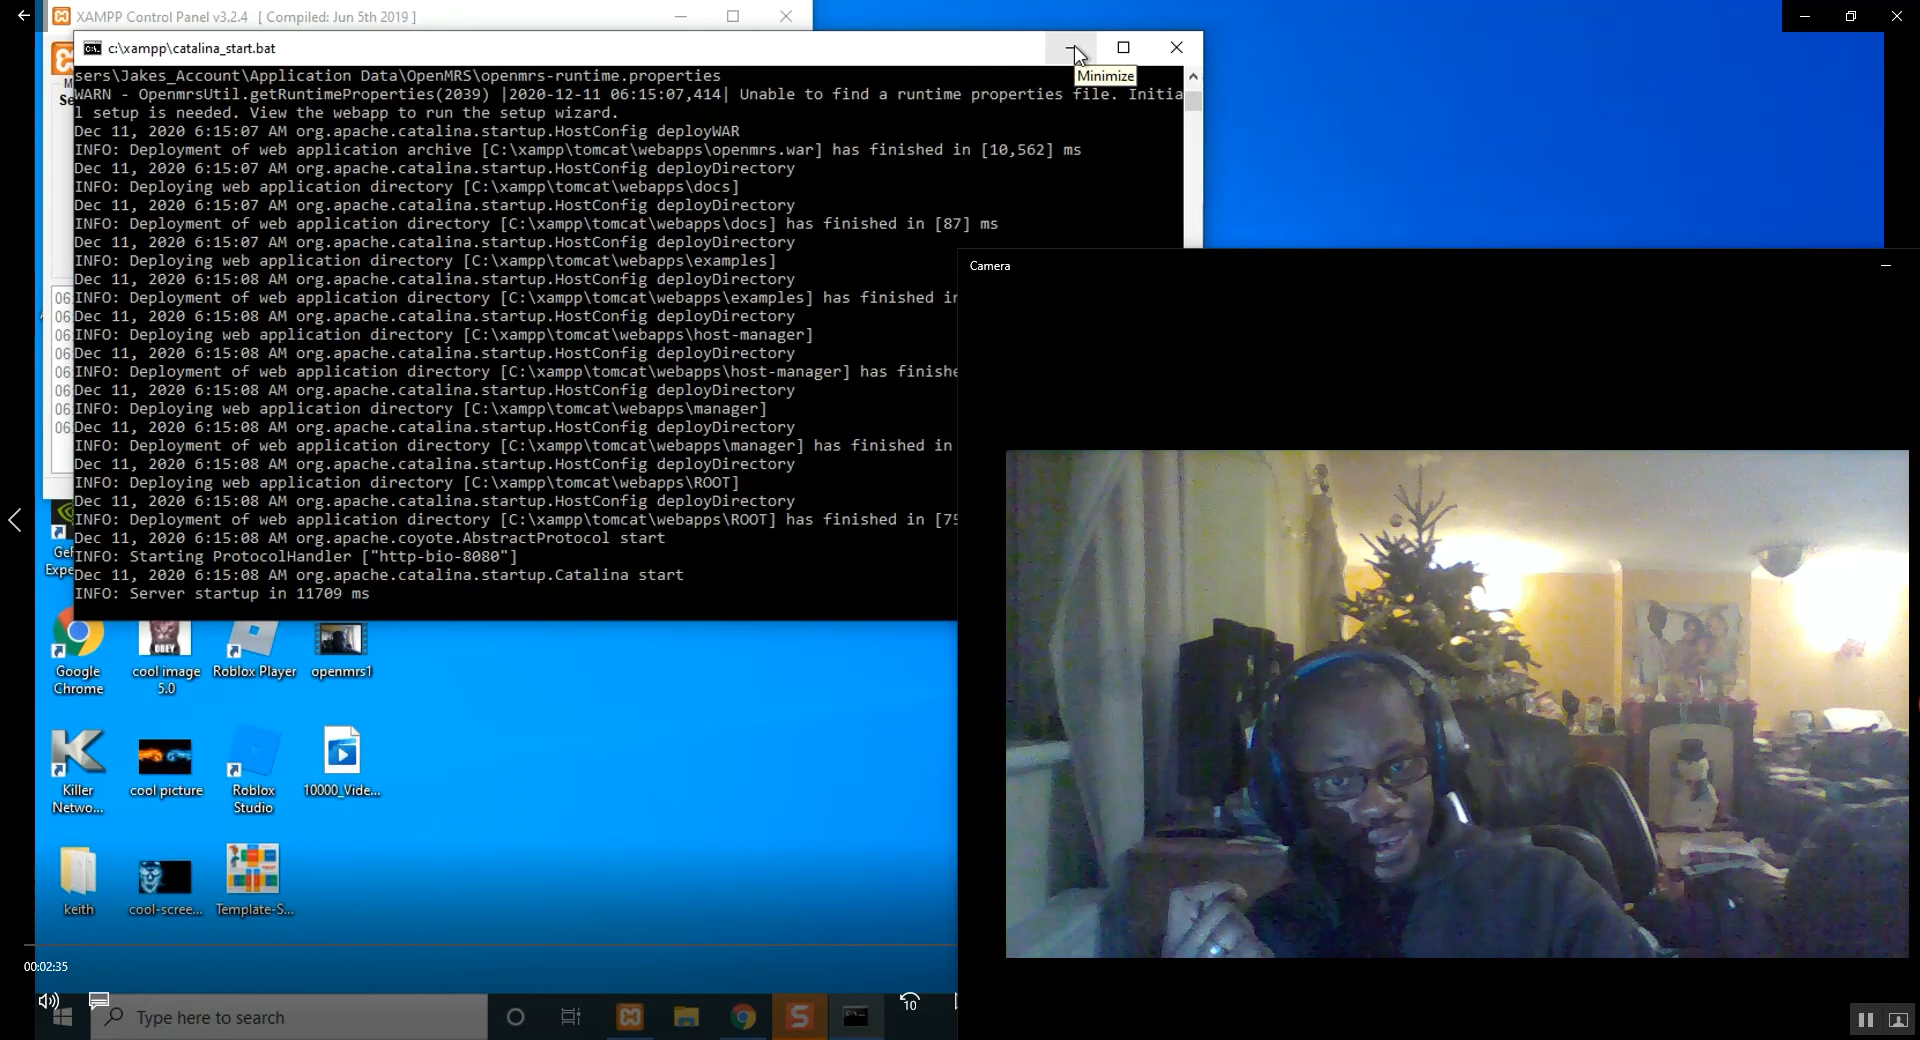 XAMPP Control Panel v3.2.4 [ Compiled: Jun 5th 2019 ]
c:\xampp\catalina_start.bat
Minimize
sers\Jakes_Account\Application Data\OpenMRS\openmrs-runtime.properties
WARN - OpenmrsUtil.getRuntimeProperties(2039) |2020-12-11 06:15:07,414| Unable to find a runtime properties file. Initia
l setup is needed. View the webapp to run the setup wizard.
Dec 11, 2020 6:15:07 AM org.apache.catalina.startup.HostConfig deployWAR
INFO: Deployment of web application archive [C:\xampp\tomcat\webapps\openmrs.war] has finished in [10,562] ms
Dec 11, 2020 6:15:07 AM org.apache.catalina.startup.HostConfig deployDirectory
INFO: Deploying web application directory [C:\xampp\tomcat\webapps\docs]
Dec 11, 2020 6:15:07 AM org.apache.catalina.startup.HostConfig deployDirectory
INFO: Deployment of web application directory [C:\xampp\tomcat\webapps\docs] has finished in [87] ms
Dec 11, 2020 6:15:07 AM org.apache.catalina.startup.HostConfig deployDirectory
INFO: Deploying web application directory [C:\xampp\tomcat\webapps\examples]
Dec 11, 2020 6:15:08 AM org.apache.catalina.startup.HostConfig deployDirectory
INFO: Deployment of web application directory [C:\xampp\tomcat\webapps\examples] has finished in
Dec 11, 2020 6:15:08 AM org.apache.catalina.startup.HostConfig deployDirectory
INFO: Deploying web application directory [C:\xampp\tomcat\webapps\host-manager]
Dec 11, 2020 6:15:08 AM org.apache.catalina.startup.HostConfig deployDirectory
INFO: Deployment of web application directory [C:\xampp\tomcat\webapps\host-manager] has finishe
Dec 11, 2020 6:15:08 AM org.apache.catalina.startup.HostConfig deployDirectory
INFO: Deploying web application directory [C:\xampp\tomcat\webapps\manager]
Dec 11, 2020 6:15:08 AM org.apache.catalina.startup.HostConfig deployDirectory
INFO: Deployment of web application directory [C:\xampp\tomcat\webapps\manager] has finished in
Dec 11, 2020 6:15:08 AM org.apache.catalina.startup.HostConfig deployDirectory
INFO: Deploying web application directory [C:\xampp\tomcat\webapps\ROOT]
Dec 11, 2020 6:15:08 AM org.apache.catalina.startup.HostConfig deployDirectory
INFO: Deployment of web application directory [C:\xampp\tomcat\webapps\ROOT] has finished in [75
Dec 11, 2020 6:15:08 AM org.apache.coyote.AbstractProtocol start
INFO: Starting ProtocolHandler ["http-bio-8080"]
Dec 11, 2020 6:15:08 AM org.apache.catalina.startup.Catalina start
INFO: Server startup in 11709 ms
Camera
Se
06
06
06
06
06
06
06
06
GeF
Expe
Google
Chrome
OBEY
cool image
5.0
Roblox Player
openmrs1
Killer
Netwo...
cool picture
Roblox
Studio
10000_Vide...
keith
cool-scree...
Template-S...
00:02:35
Type here to search
10